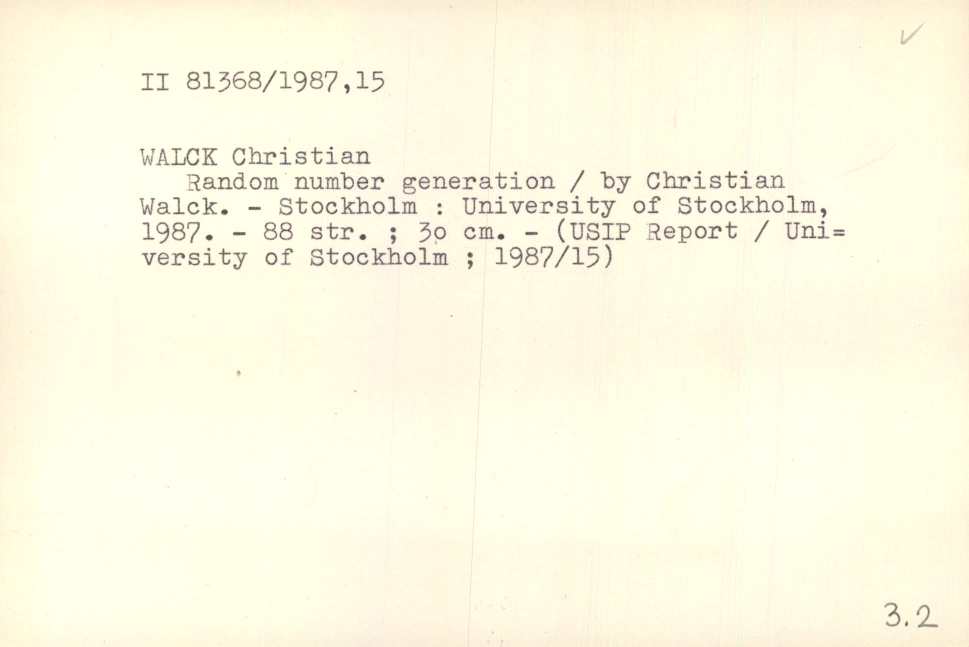 ✓
II 81368/1987,15
WALCK Christian
Random number generation / by Christian
Walck. - Stockholm : University of Stockholm,
1987. - 88 str. ; 30 cm. - (USIP Report / Uni=
versity of Stockholm ; 1987/15)
3.2